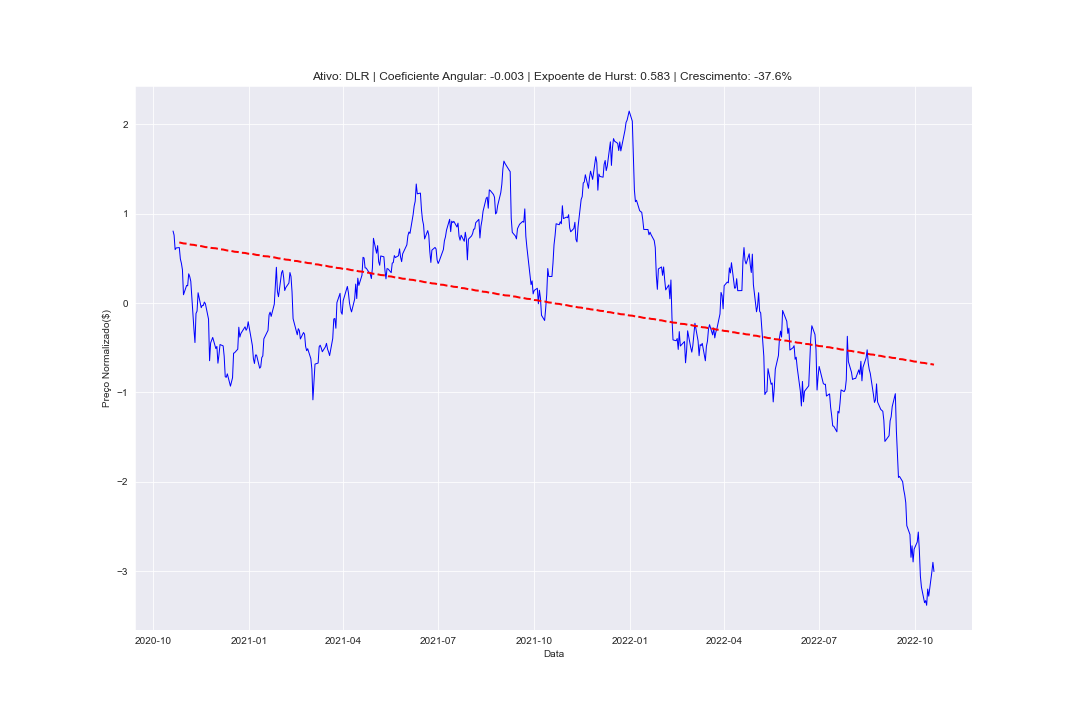 Ativo: DLR | Coeficiente Angular: -0.003 | Expoente de Hurst: 0.583 | Crescimento: -37.6%
Preço Normalizado($)
2
1
0
−1
−2
−3
2020-10 2021-01 2021-04 2021-07 2021-10 2022-01 2022-04 2022-07 2022-10
Data